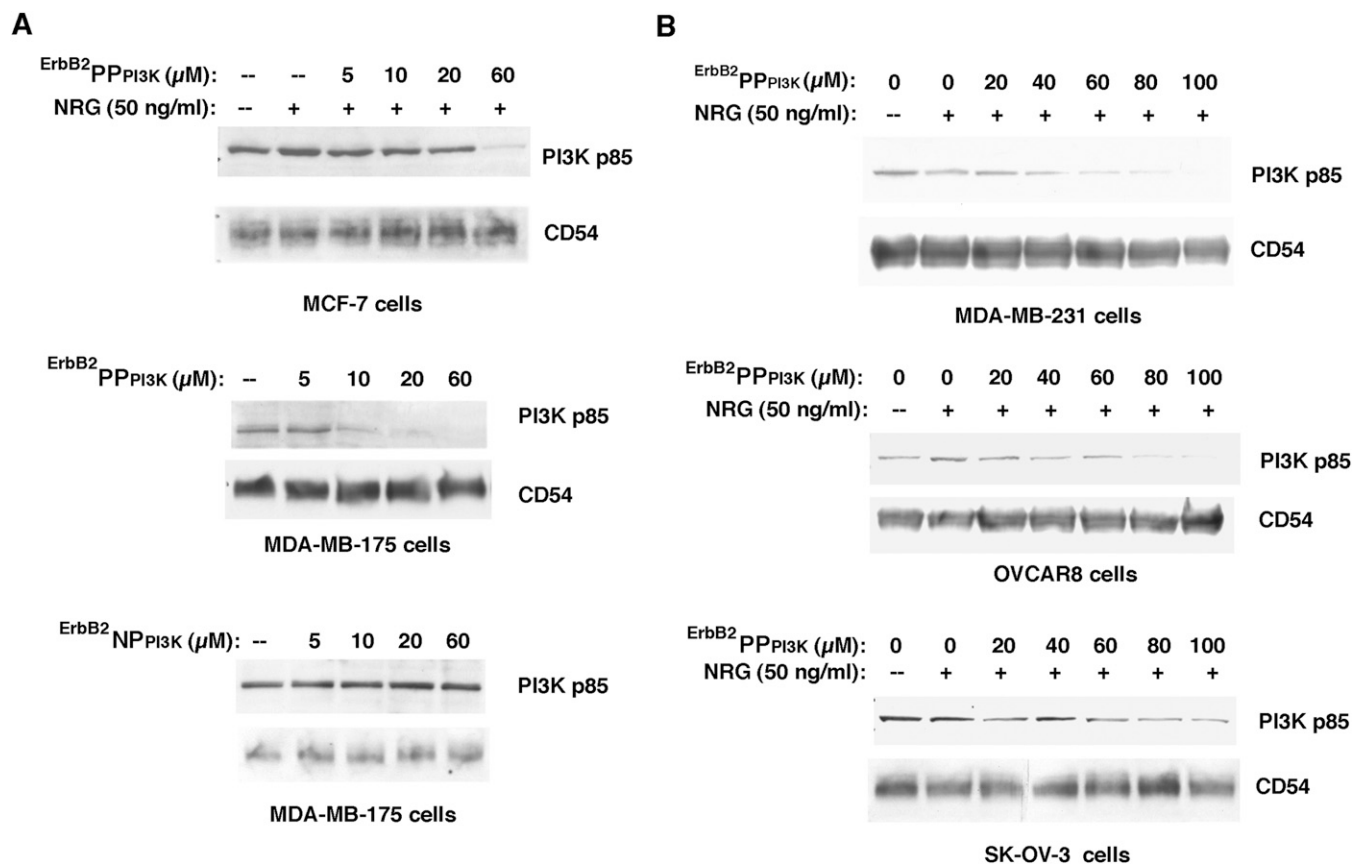 A
ErbB2PPPI3K (µM): -- -- 5 10 20 60
NRG (50 ng/ml): -- + + + + +
PI3K p85
CD54
MCF-7 cells
ErbB2PPPI3K (µM): -- 5 10 20 60
PI3K p85
CD54
MDA-MB-175 cells
ErbB2NPPI3K (µM): -- 5 10 20 60
PI3K p85
MDA-MB-175 cells
B
ErbB2PPPI3K (µM): 0 0 20 40 60 80 100
NRG (50 ng/ml): -- + + + + + +
PI3K p85
CD54
MDA-MB-231 cells
ErbB2PPPI3K (µM): 0 0 20 40 60 80 100
NRG (50 ng/ml): -- + + + + + +
PI3K p85
CD54
OVCAR8 cells
ErbB2PPPI3K (µM): 0 0 20 40 60 80 100
NRG (50 ng/ml): -- + + + + + +
PI3K p85
CD54
SK-OV-3 cells